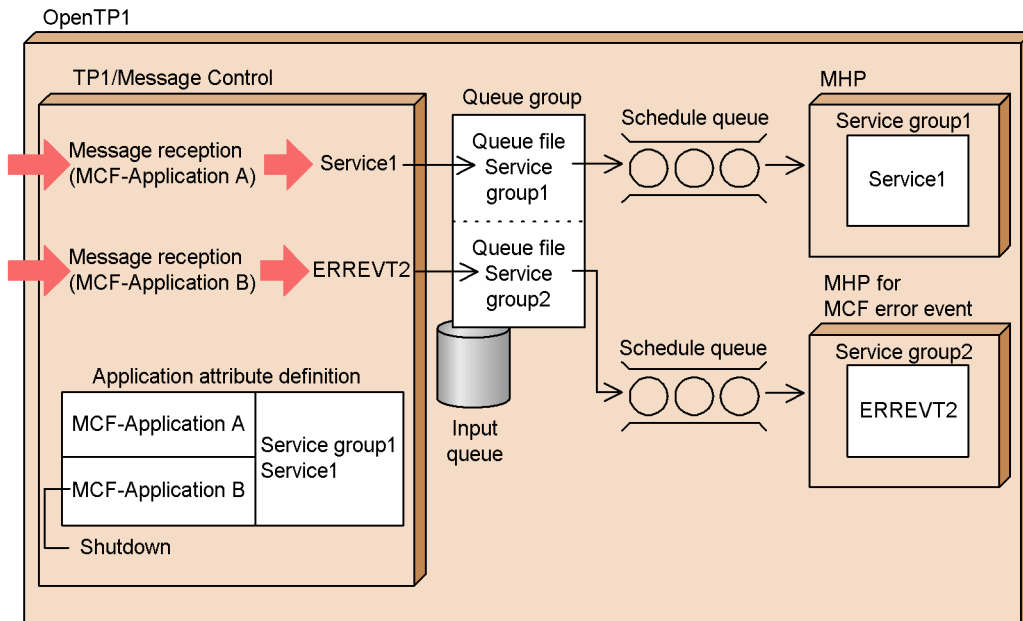 OpenTP1
TP1/Message Control
Message reception
(MCF-Application A)
Service1
Message reception
(MCF-Application B)
ERREVT2
Application attribute definition
MCF-Application A
MCF-Application B
Service group1
Service1
Shutdown
Queue group
Queue file
Service
group1
Queue file
Service
group2
Input
queue
Schedule queue
Schedule queue
MHP
Service group1
Service1
MHP for
MCF error event
Service group2
ERREVT2